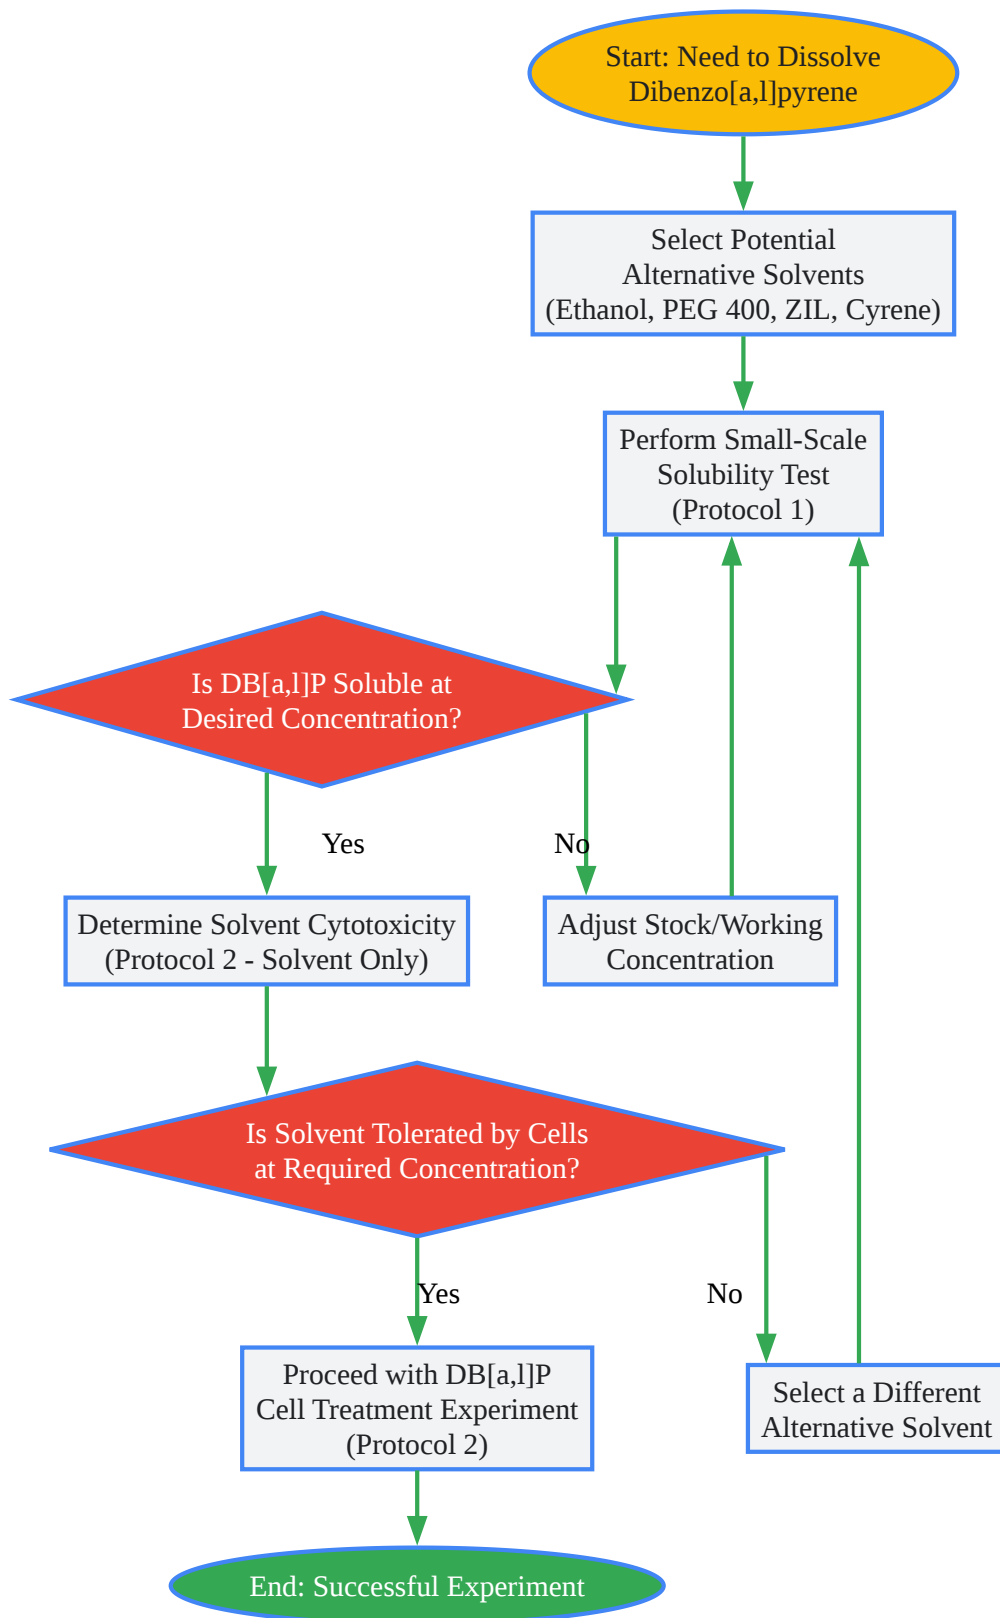 Start: Need to Dissolve
Dibenzo[a,l]pyrene
Select Potential
Alternative Solvents
(Ethanol, PEG 400, ZIL, Cyrene)
Perform Small-Scale
Solubility Test
(Protocol 1)
Is DB[a,l]P Soluble at
Desired Concentration?
Yes
No
Determine Solvent Cytotoxicity
(Protocol 2 - Solvent Only)
Adjust Stock/Working
Concentration
Is Solvent Tolerated by Cells
at Required Concentration?
Yes
No
Proceed with DB[a,l]P
Cell Treatment Experiment
(Protocol 2)
Select a Different
Alternative Solvent
End: Successful Experiment